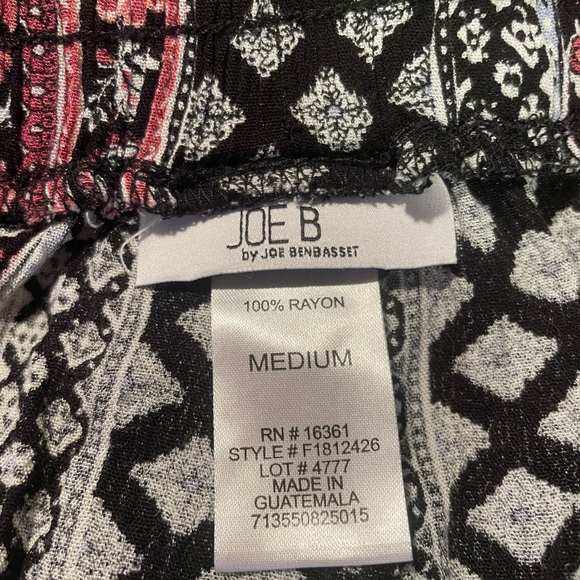 JOE B
by JOE BENBASSET
100% RAYON
MEDIUM
RN # 16361
STYLE # F1812426
LOT # 4777
MADE IN
GUATEMALA
713550825015